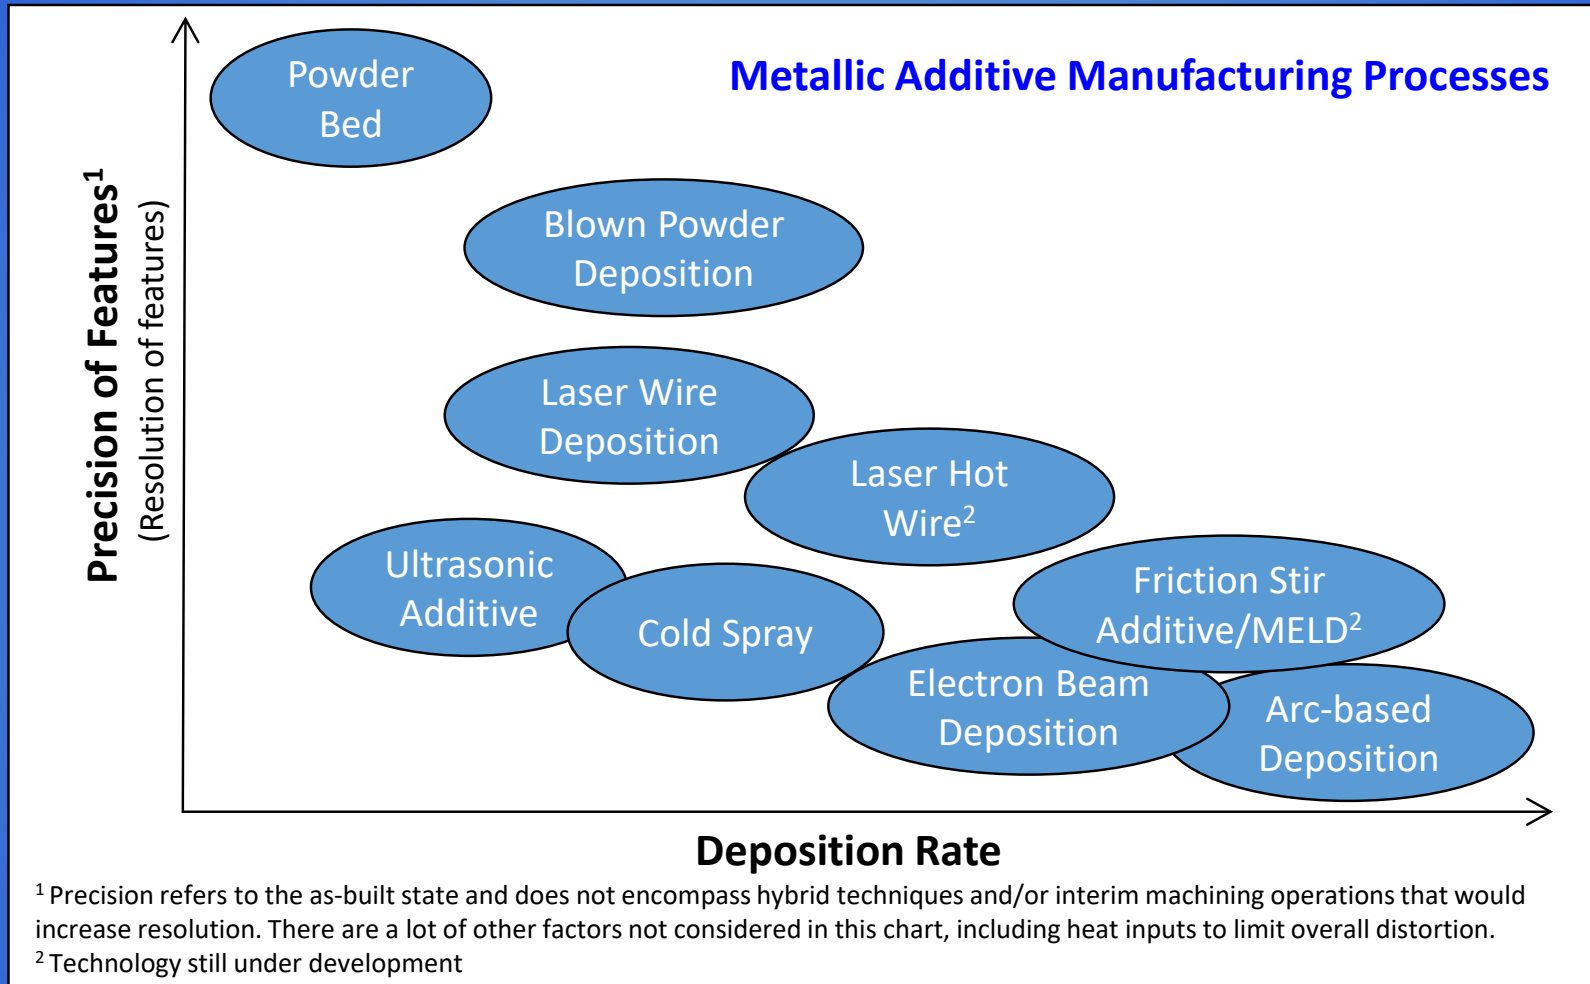 Metallic Additive Manufacturing Processes
Precision of Features¹
(Resolution of features)
Powder
Bed
Blown Powder
Deposition
Laser Wire
Deposition
Laser Hot
Wire²
Ultrasonic
Additive
Cold Spray
Friction Stir
Additive/MELD²
Electron Beam
Deposition
Arc-based
Deposition
Deposition Rate
¹ Precision refers to the as-built state and does not encompass hybrid techniques and/or interim machining operations that would
increase resolution. There are a lot of other factors not considered in this chart, including heat inputs to limit overall distortion.
² Technology still under development